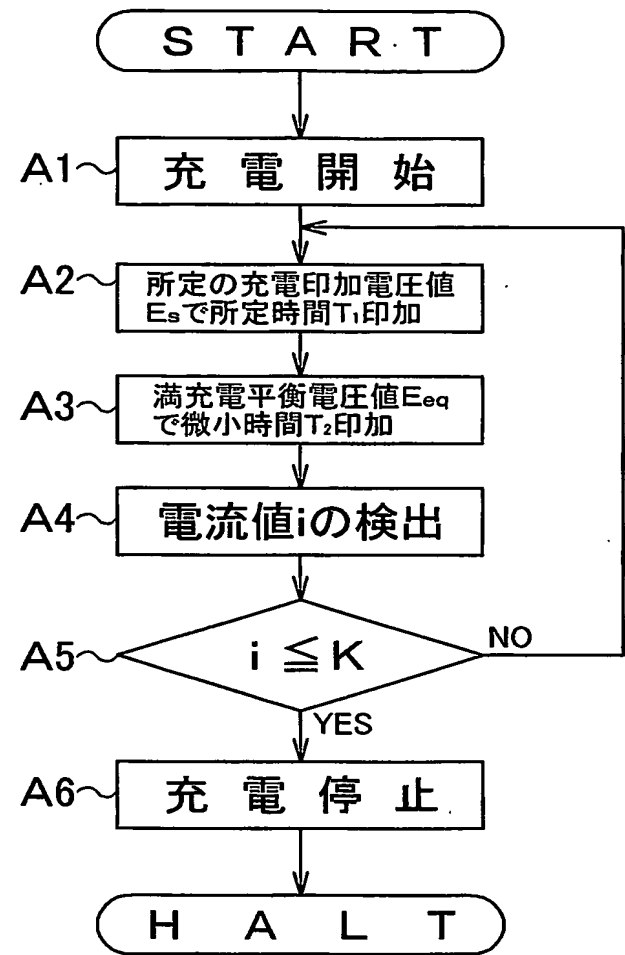 START
A1 充電開始
A2 所定の充電印加電圧値
Esで所定時間T₁印加
A3 満充電平衡電圧値Eeq
で微小時間T₂印加
A4 電流値iの検出
A5 i≦K NO
YES
A6 充電停止
HALT